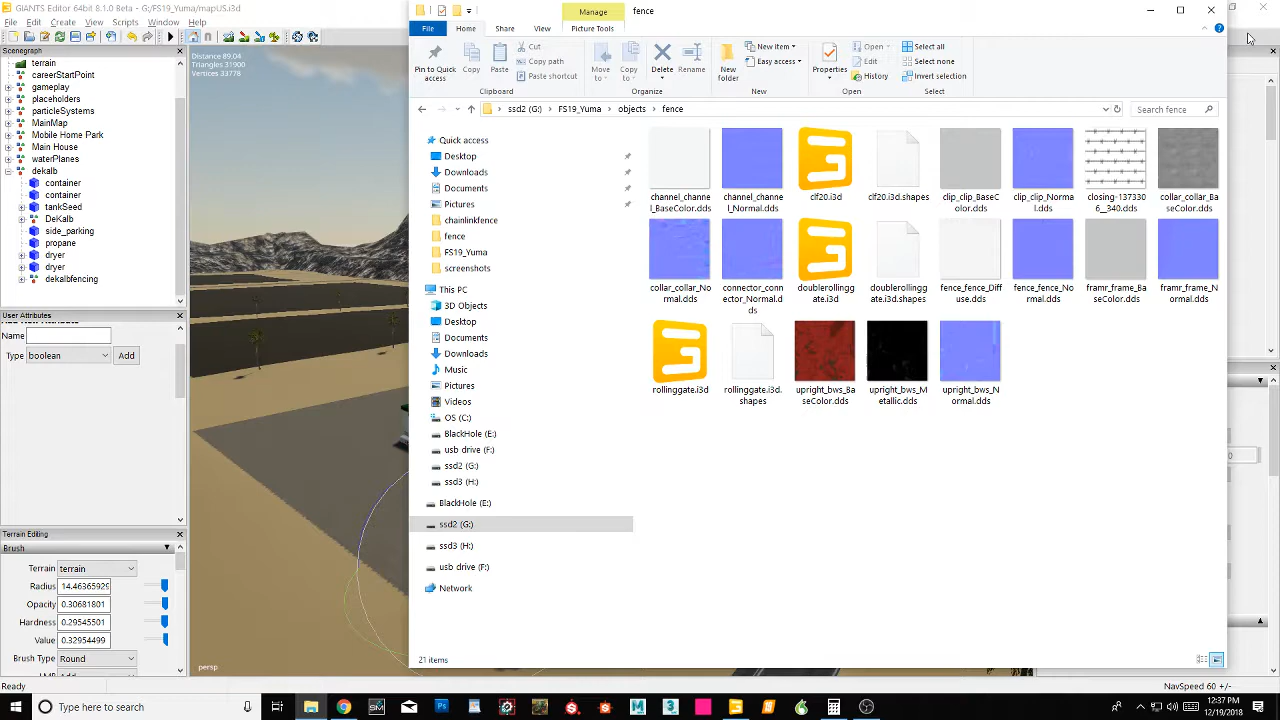 GIANTS Editor 64bit 8.1.0 Beta - G:/FS19_Yuma/mapUS.i3d
File Edit Create View Scripts Window Help
Scenegraph
terrain
careerStartPoint
gameplay
placeholders
particleSystems
MainMap
Mobile Home Park
Main House
waterPlanes
dekalb
container
container
tankSeed
DeKalb
side_parking
propane
dryer
dryer
dekalbfencing
User Attributes
Name
Type boolean Add
Terrain Editing
Brush
Terrain terrain
Radius 14.46365929
Opacity 0.30681801
Hardness 0.29545501
Value 0.32954499
Brush Type Round
Ready
Distance 89.04
Triangles 31900
Vertices 33778
persp
Manage fence
File Home Share View Picture Tools
Pin to Quick access
Copy
Paste
Cut
Copy path
Paste shortcut
Clipboard
Move to
Copy to
Delete
Rename
Organize
New folder
New item
Easy access
New
Properties
Open
Edit
History
Open
Select all
Select none
Invert selection
Select
ssd2 (G:) › FS19_Yuma › objects › fence
Search fence
Quick access
Desktop
Downloads
Documents
Pictures
chainlinkfence
fence
FS19_Yuma
screenshots
This PC
3D Objects
Desktop
Documents
Downloads
Music
Pictures
Videos
OS (C:)
BlackHole (E:)
usb drive (F:)
ssd2 (G:)
ssd3 (H:)
BlackHole (E:)
ssd2 (G:)
ssd3 (H:)
usb drive (F:)
Network
channel_channel_BaseColor.dds
channel_channel_Normal.dds
clf20.i3d
clf20.i3d.shapes
clip_clip_BaseColor.dds
clip_clip_Normal.dds
closing-1373306__340.dds
collar_collar_BaseColor.dds
collar_collar_Normal.dds
connector_connector_Normal.dds
doublerollinggate.i3d
doublerollinggate.i3d.shapes
fence_fence_Diffuse.dds
fence_fence_Normal.dds
framr_frame_BaseColor.dds
framr_frame_Normal.dds
rollinggate.i3d
rollinggate.i3d.shapes
upright_bws_BaseColor.dds
upright_bws_Metallic.dds
upright_bws_Normal.dds
21 items
NavSpeed 60 +/--
Type here to search
12:37 PM
12/19/2018